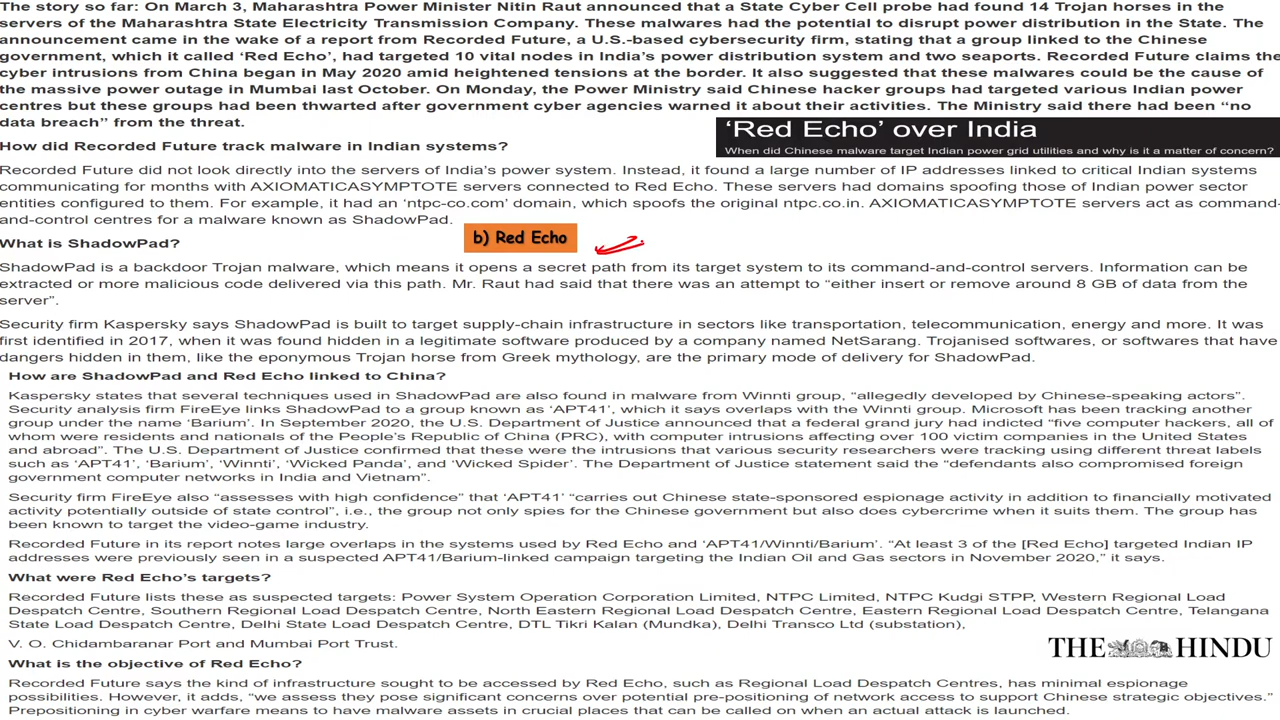 The story so far: On March 3, Maharashtra Power Minister Nitin Raut announced that a State Cyber Cell probe had found 14 Trojan horses in the
servers of the Maharashtra State Electricity Transmission Company. These malwares had the potential to disrupt power distribution in the State. The
announcement came in the wake of a report from Recorded Future, a U.S.-based cybersecurity firm, stating that a group linked to the Chinese
government, which it called ‘Red Echo’, had targeted 10 vital nodes in India’s power distribution system and two seaports. Recorded Future claims the
cyber intrusions from China began in May 2020 amid heightened tensions at the border. It also suggested that these malwares could be the cause of
the massive power outage in Mumbai last October. On Monday, the Power Ministry said Chinese hacker groups had targeted various Indian power
centres but these groups had been thwarted after government cyber agencies warned it about their activities. The Ministry said there had been “no
data breach” from the threat.
‘Red Echo’ over India
When did Chinese malware target Indian power grid utilities and why is it a matter of concern?
How did Recorded Future track malware in Indian systems?
Recorded Future did not look directly into the servers of India’s power system. Instead, it found a large number of IP addresses linked to critical Indian systems
communicating for months with AXIOMATICASYMPTOTE servers connected to Red Echo. These servers had domains spoofing those of Indian power sector
entities configured to them. For example, it had an ‘ntpc-co.com’ domain, which spoofs the original ntpc.co.in. AXIOMATICASYMPTOTE servers act as command-
and-control centres for a malware known as ShadowPad.
b) Red Echo
What is ShadowPad?
ShadowPad is a backdoor Trojan malware, which means it opens a secret path from its target system to its command-and-control servers. Information can be
extracted or more malicious code delivered via this path. Mr. Raut had said that there was an attempt to “either insert or remove around 8 GB of data from the
server”.
Security firm Kaspersky says ShadowPad is built to target supply-chain infrastructure in sectors like transportation, telecommunication, energy and more. It was
first identified in 2017, when it was found hidden in a legitimate software produced by a company named NetSarang. Trojanised softwares, or softwares that have
dangers hidden in them, like the eponymous Trojan horse from Greek mythology, are the primary mode of delivery for ShadowPad.
How are ShadowPad and Red Echo linked to China?
Kaspersky states that several techniques used in ShadowPad are also found in malware from Winnti group, “allegedly developed by Chinese-speaking actors”.
Security analysis firm FireEye links ShadowPad to a group known as ‘APT41’, which it says overlaps with the Winnti group. Microsoft has been tracking another
group under the name ‘Barium’. In September 2020, the U.S. Department of Justice announced that a federal grand jury had indicted “five computer hackers, all of
whom were residents and nationals of the People’s Republic of China (PRC), with computer intrusions affecting over 100 victim companies in the United States
and abroad”. The U.S. Department of Justice confirmed that these were the intrusions that various security researchers were tracking using different threat labels
such as ‘APT41’, ‘Barium’, ‘Winnti’, ‘Wicked Panda’, and ‘Wicked Spider’. The Department of Justice statement said the “defendants also compromised foreign
government computer networks in India and Vietnam”.
Security firm FireEye also “assesses with high confidence” that ‘APT41’ “carries out Chinese state-sponsored espionage activity in addition to financially motivated
activity potentially outside of state control”, i.e., the group not only spies for the Chinese government but also does cybercrime when it suits them. The group has
been known to target the video-game industry.
Recorded Future in its report notes large overlaps in the systems used by Red Echo and ‘APT41/Winnti/Barium’. “At least 3 of the [Red Echo] targeted Indian IP
addresses were previously seen in a suspected APT41/Barium-linked campaign targeting the Indian Oil and Gas sectors in November 2020,” it says.
What were Red Echo’s targets?
Recorded Future lists these as suspected targets: Power System Operation Corporation Limited, NTPC Limited, NTPC Kudgi STPP, Western Regional Load
Despatch Centre, Southern Regional Load Despatch Centre, North Eastern Regional Load Despatch Centre, Eastern Regional Load Despatch Centre, Telangana
State Load Despatch Centre, Delhi State Load Despatch Centre, DTL Tikri Kalan (Mundka), Delhi Transco Ltd (substation),
V. O. Chidambaranar Port and Mumbai Port Trust.
THE HINDU
What is the objective of Red Echo?
Recorded Future says the kind of infrastructure sought to be accessed by Red Echo, such as Regional Load Despatch Centres, has minimal espionage
possibilities. However, it adds, “we assess they pose significant concerns over potential pre-positioning of network access to support Chinese strategic objectives.”
Prepositioning in cyber warfare means to have malware assets in crucial places that can be called on when an actual attack is launched.